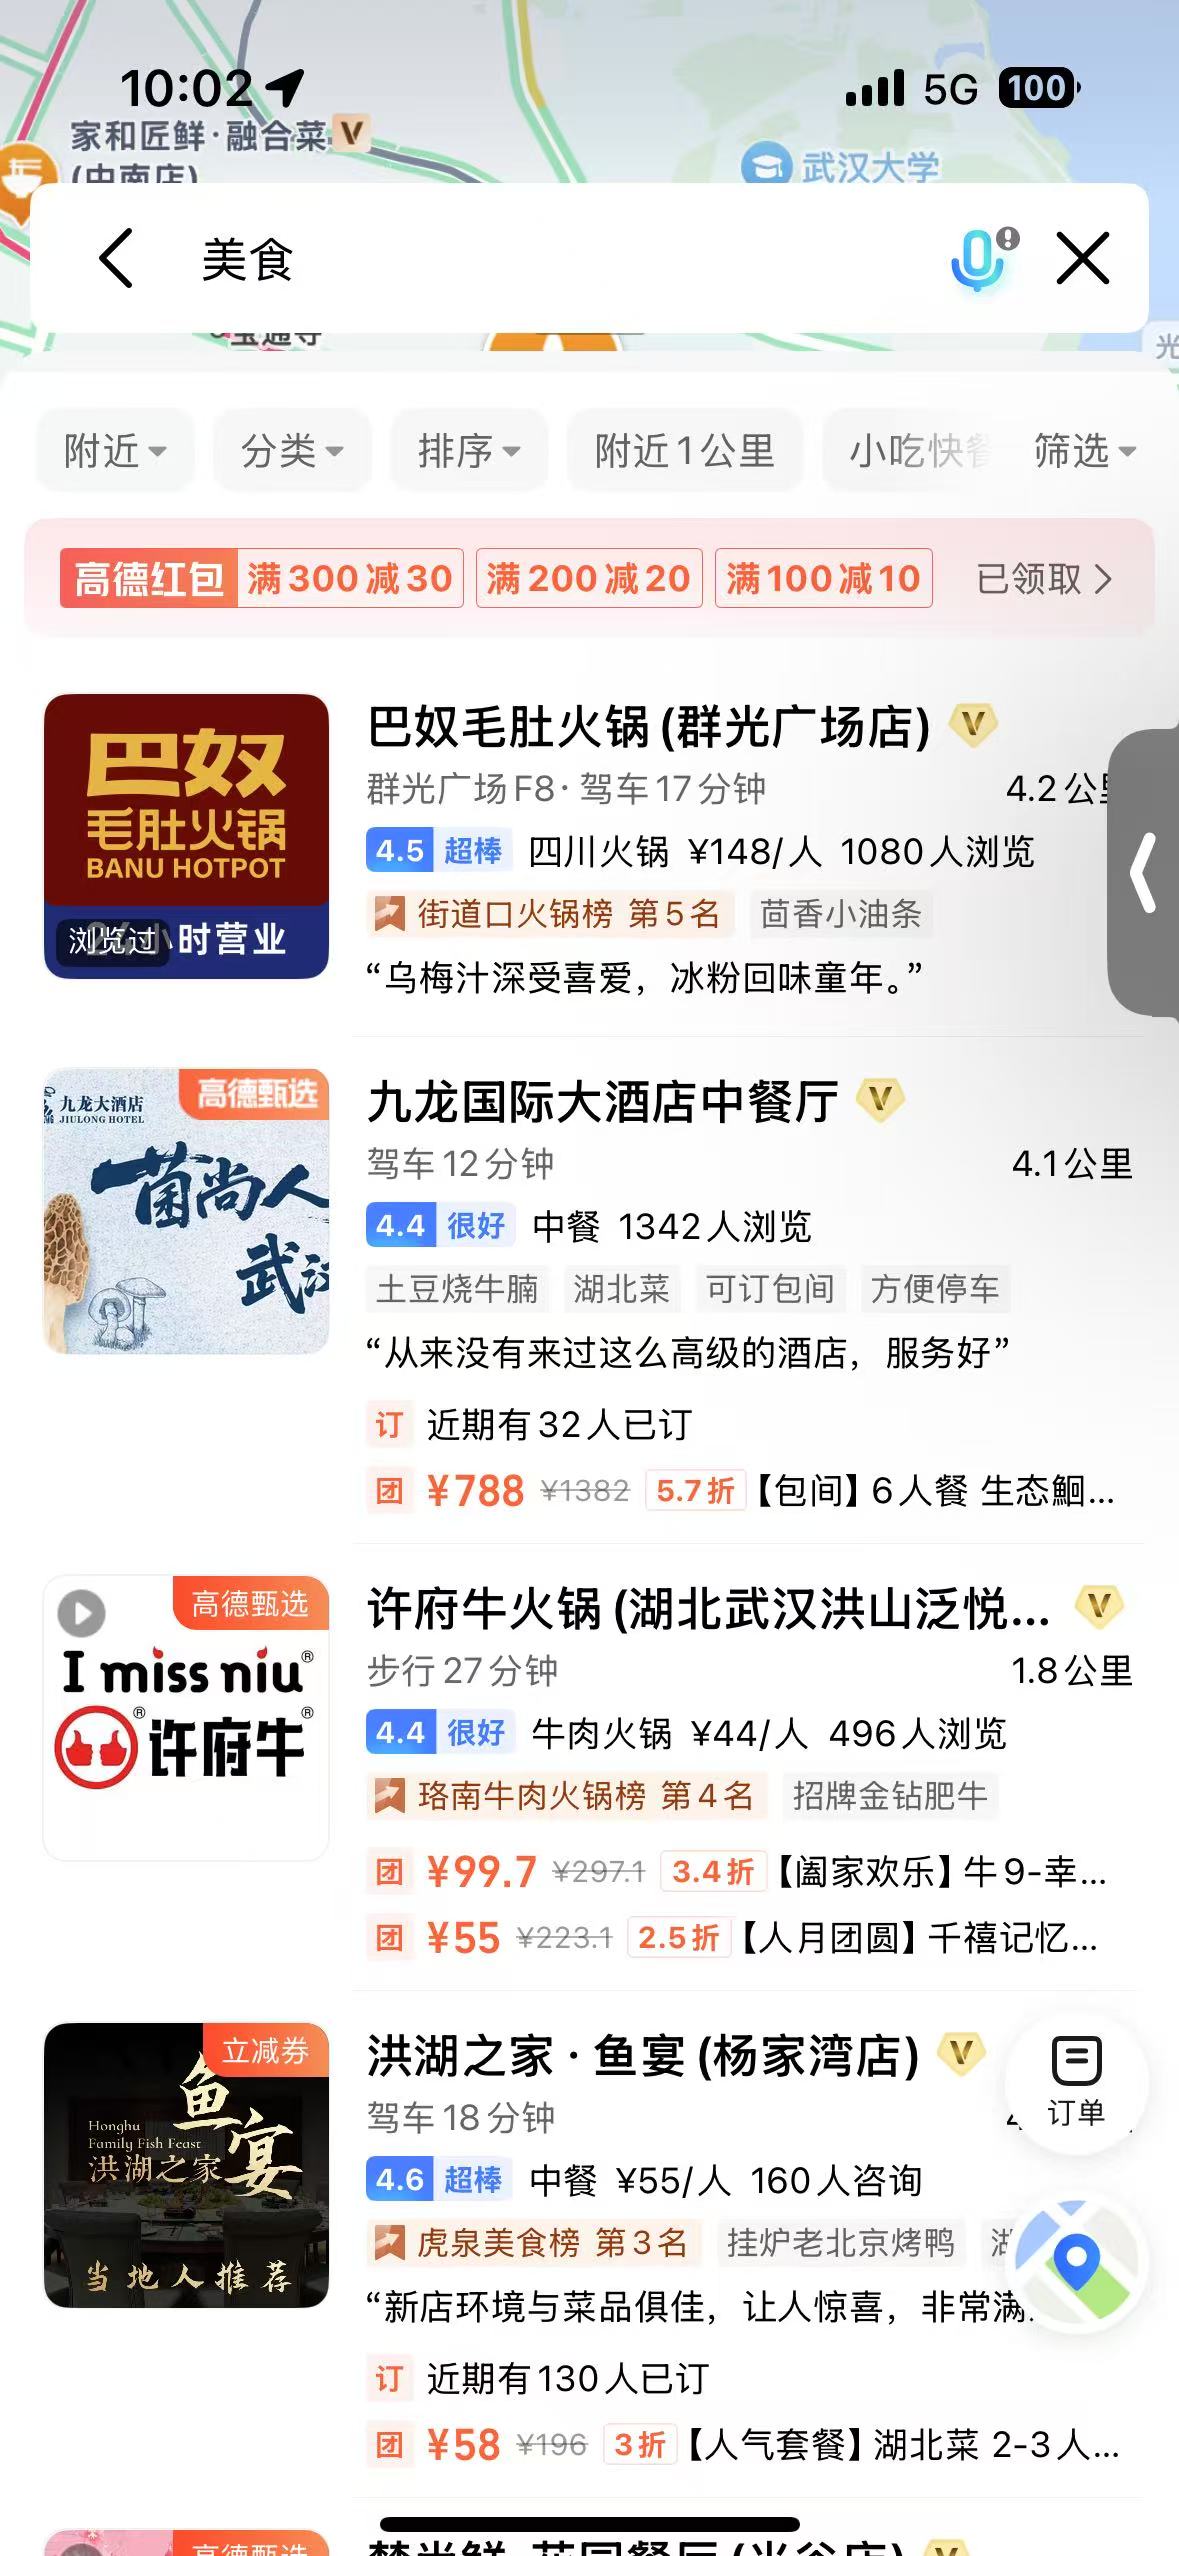 10:02
5G
100
家和匠鲜·融合菜
(中南店)
武汉大学
美食
宝通寺
光
附近
分类
排序
附近1公里
小吃快餐
筛选
高德红包
满300减30
满200减20
满100减10
已领取
巴奴
毛肚火锅
BANU HOTPOT
小时营业
浏览过
巴奴毛肚火锅(群光广场店)
群光广场F8·驾车17分钟
4.2公里
4.5 超棒 四川火锅 ¥148/人 1080人浏览
街道口火锅榜 第5名 茴香小油条
“乌梅汁深受喜爱，冰粉回味童年。”
高德甄选
九龙大酒店
JIULONG HOTEL
菌尚人
武汉
九龙国际大酒店中餐厅
驾车12分钟
4.1公里
4.4 很好 中餐 1342人浏览
土豆烧牛腩 湖北菜 可订包间 方便停车
“从来没有来过这么高级的酒店，服务好”
订 近期有32人已订
团 ¥788 ¥1382 5.7折 【包间】6人餐 生态鮰...
高德甄选
I miss niu®
许府牛®
许府牛火锅(湖北武汉洪山泛悦...
步行27分钟
1.8公里
4.4 很好 牛肉火锅 ¥44/人 496人浏览
珞南牛肉火锅榜 第4名 招牌金钻肥牛
团 ¥99.7 ¥297.1 3.4折 【阖家欢乐】牛9-幸...
团 ¥55 ¥223.1 2.5折 【人月团圆】千禧记忆...
立减券
鱼宴
Honghu
Family Fish Feast
洪湖之家
当地人推荐
洪湖之家·鱼宴(杨家湾店)
驾车18分钟
订单
4.6 超棒 中餐 ¥55/人 160人咨询
虎泉美食榜 第3名 挂炉老北京烤鸭 湖
“新店环境与菜品俱佳，让人惊喜，非常满
订 近期有130人已订
团 ¥58 ¥196 3折 【人气套餐】湖北菜 2-3人...
高德甄选